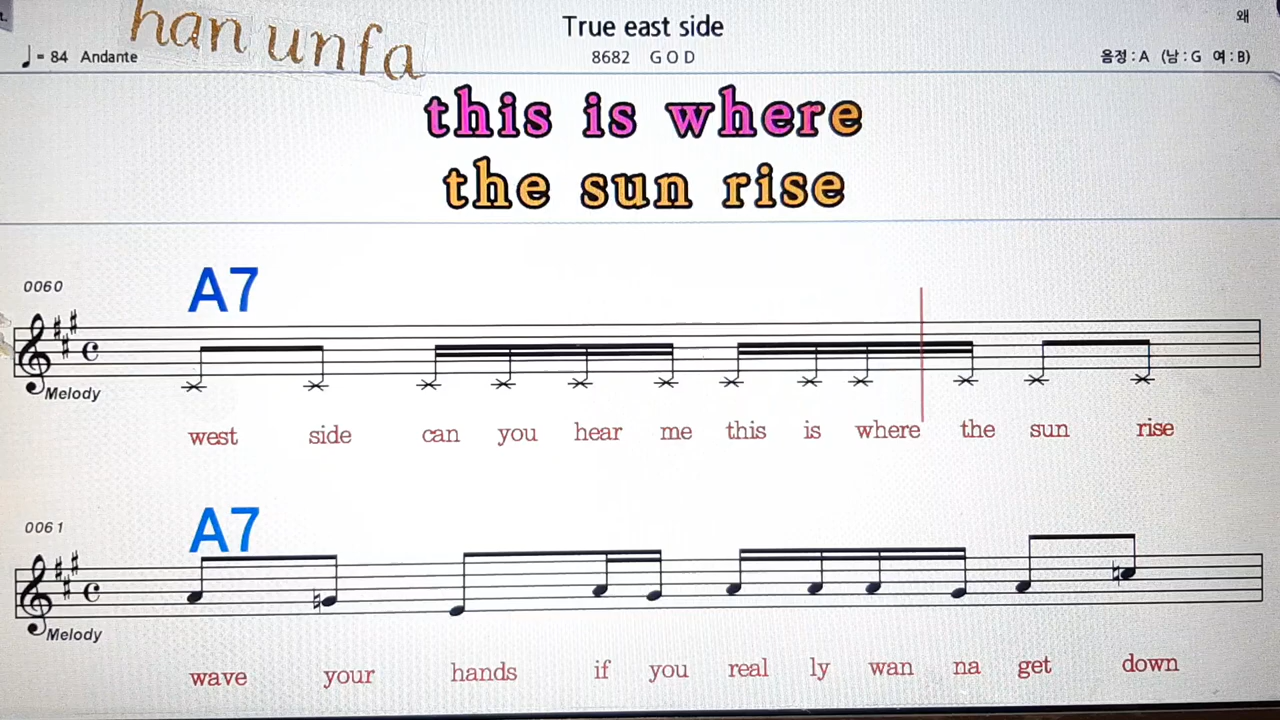 han unfa
True east side
왜
♩= 84 Andante
8682 G O D
음정 : A (남 : G 여 : B)
this is where
the sun rise
0060
A7
Melody
west side can you hear me this is where the sun rise
0061
A7
Melody
wave your hands if you real ly wan na get down